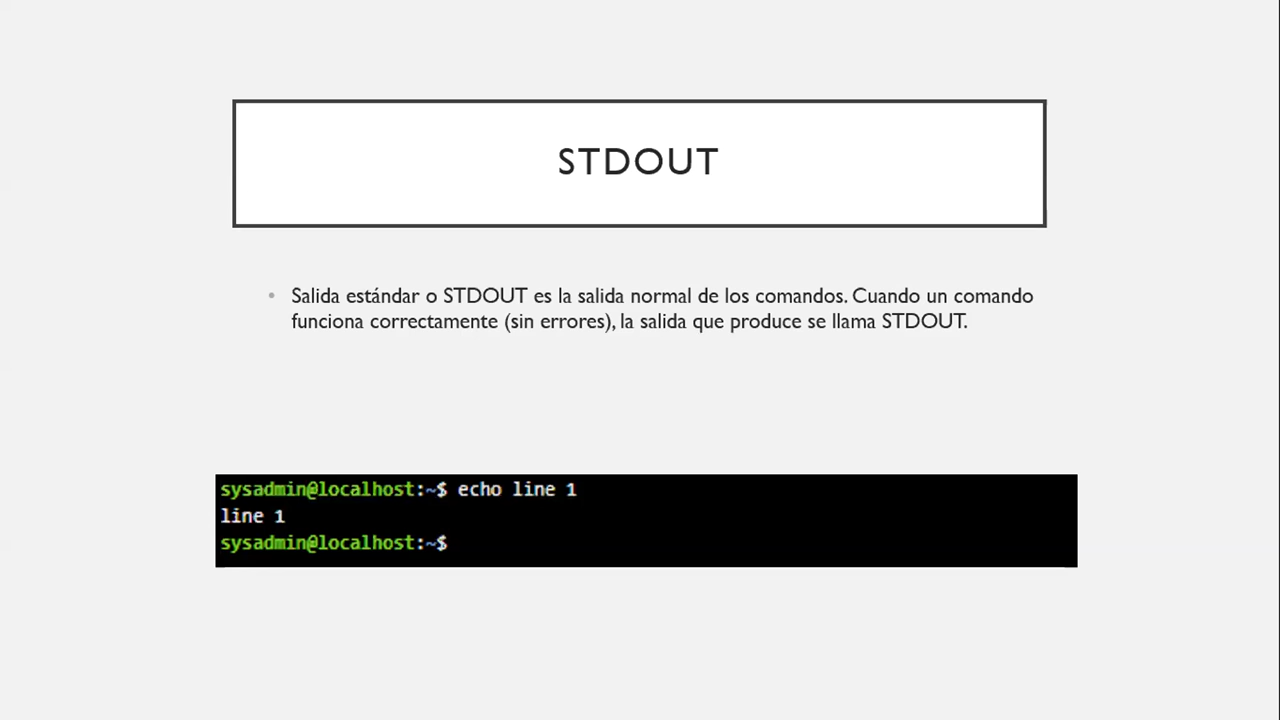 STDOUT
• Salida estándar o STDOUT es la salida normal de los comandos. Cuando un comando
funciona correctamente (sin errores), la salida que produce se llama STDOUT.
sysadmin@localhost:~$ echo line 1
line 1
sysadmin@localhost:~$